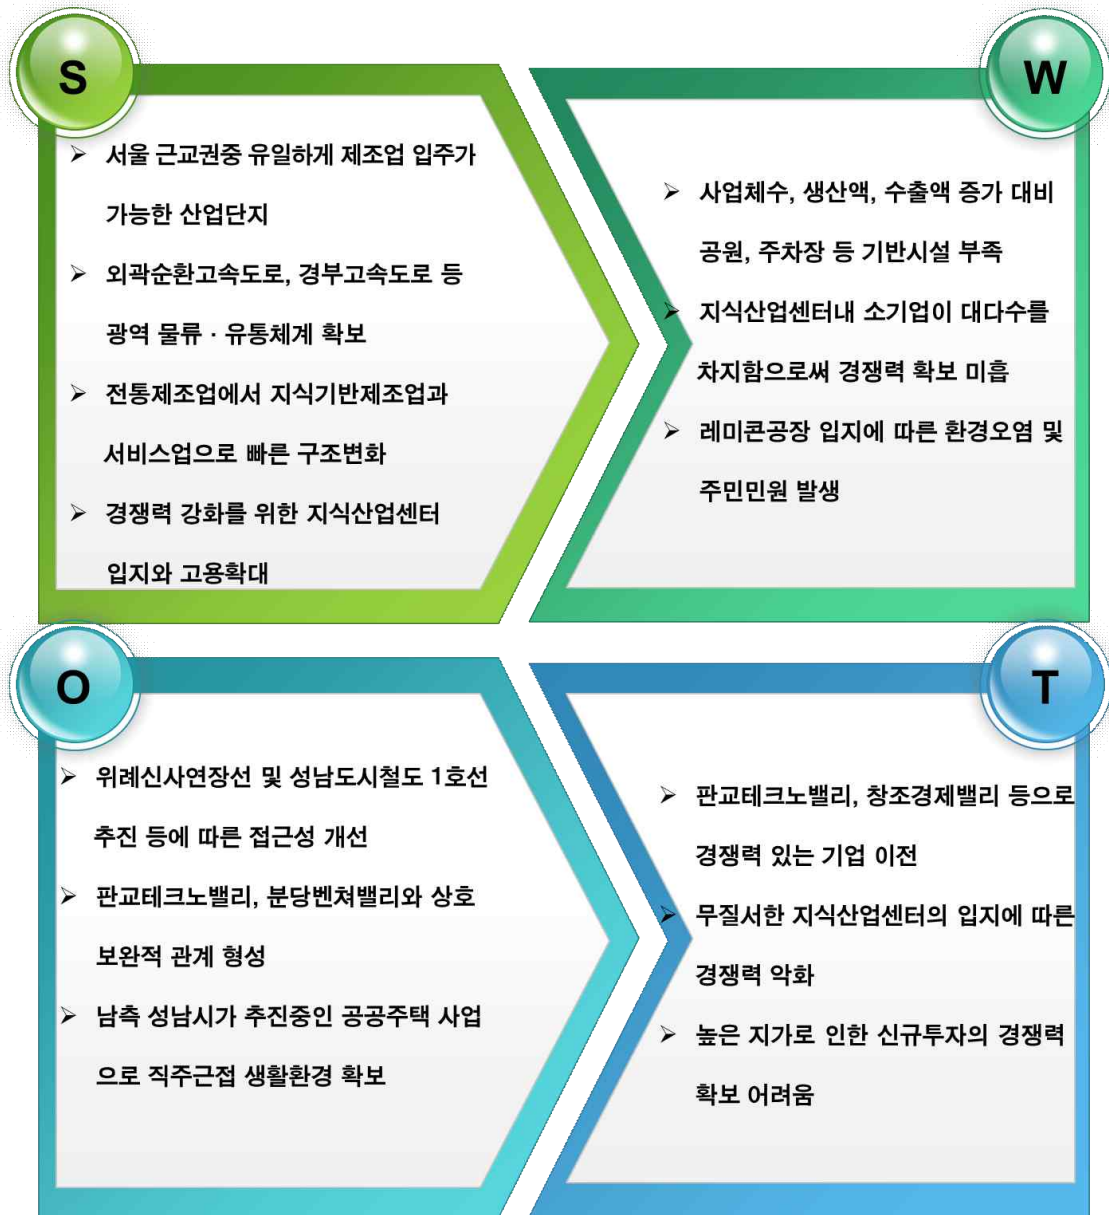 S
➢ 서울 근교권중 유일하게 제조업 입주가
가능한 산업단지
➢ 외곽순환고속도로, 경부고속도로 등
광역 물류 · 유통체계 확보
➢ 전통제조업에서 지식기반제조업과
서비스업으로 빠른 구조변화
➢ 경쟁력 강화를 위한 지식산업센터
입지와 고용확대
W
➢ 사업체수, 생산액, 수출액 증가 대비
공원, 주차장 등 기반시설 부족
➢ 지식산업센터내 소기업이 대다수를
차지함으로써 경쟁력 확보 미흡
➢ 레미콘공장 입지에 따른 환경오염 및
주민민원 발생
O
➢ 위례신사연장선 및 성남도시철도 1호선
추진 등에 따른 접근성 개선
➢ 판교테크노밸리, 분당벤쳐밸리와 상호
보완적 관계 형성
➢ 남측 성남시가 추진중인 공공주택 사업
으로 직주근접 생활환경 확보
T
➢ 판교테크노밸리, 창조경제밸리 등으로
경쟁력 있는 기업 이전
➢ 무질서한 지식산업센터의 입지에 따른
경쟁력 악화
➢ 높은 지가로 인한 신규투자의 경쟁력
확보 어려움